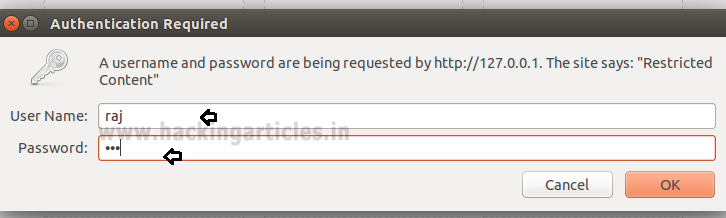 Authentication Required
A username and password are being requested by http://127.0.0.1. The site says: "Restricted
Content"
User Name: raj
www.hackingarticles.in
Password: •••
Cancel OK